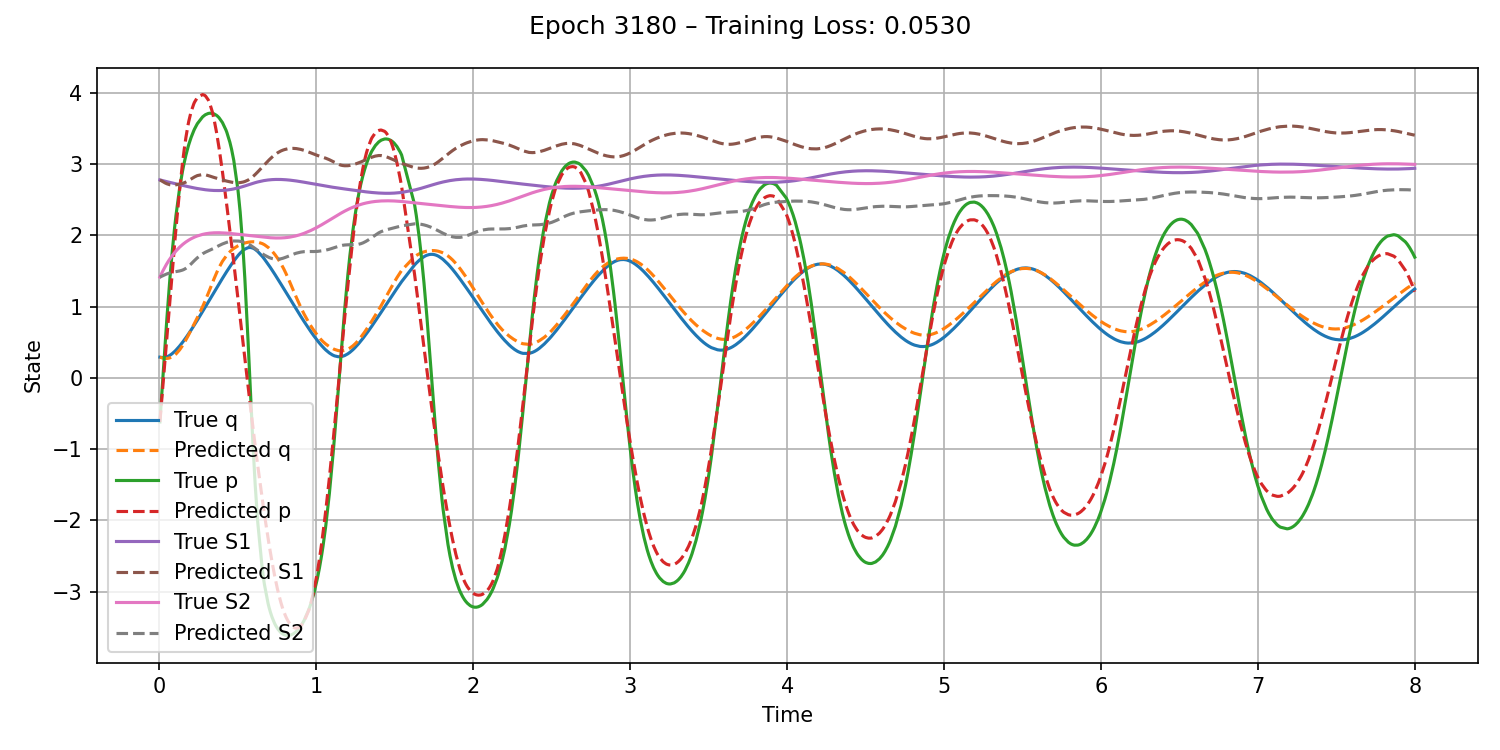 Epoch 3180 – Training Loss: 0.0530
4
3
2
1
0
−1
−2
−3
State
True q
Predicted q
True p
Predicted p
True S1
Predicted S1
True S2
Predicted S2
0 1 2 3 4 5 6 7 8
Time